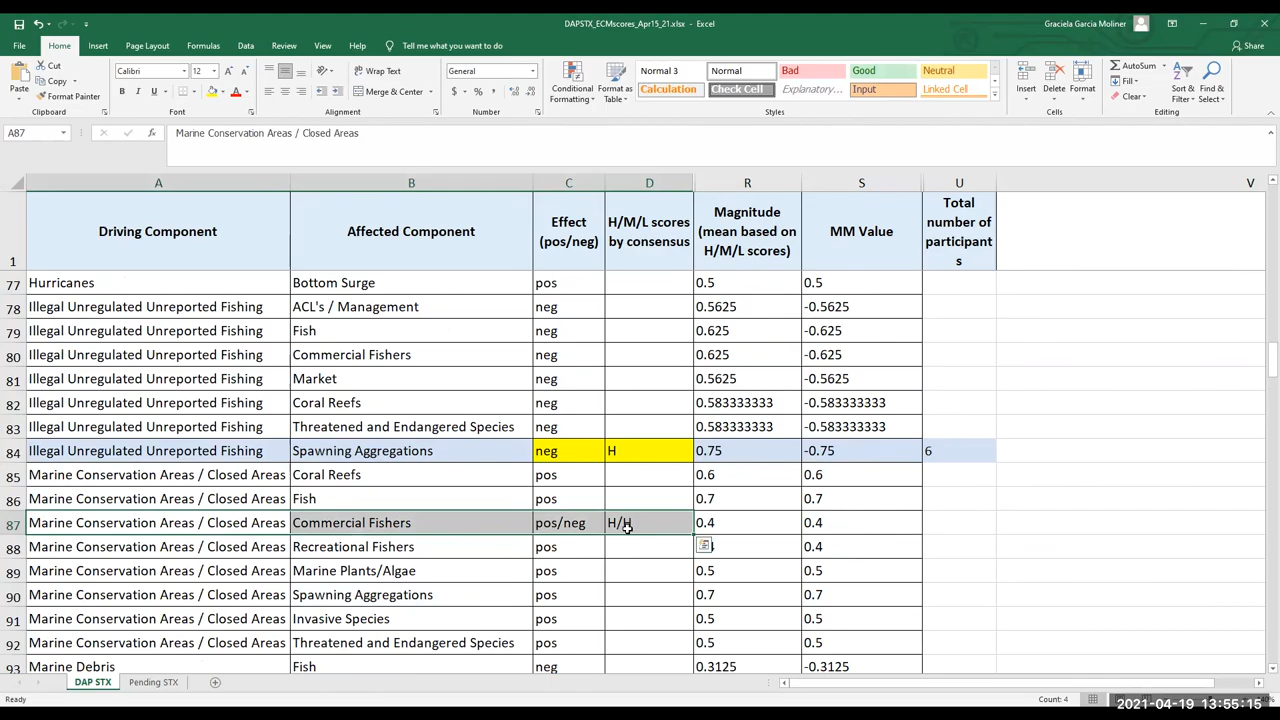 DAPSTX_ECMscores_Apr15_21.xlsx - Excel
Graciela Garcia Moliner
File Home Insert Page Layout Formulas Data Review View Help Tell me what you want to do Share
Paste Cut Copy Format Painter Clipboard
Calibri 12 Font
Wrap Text Merge & Center Alignment
General Number
Conditional Formatting Format as Table
Normal 3 Normal Bad Good Neutral
Calculation Check Cell Explanatory... Input Linked Cell
Styles
Insert Delete Format Cells
AutoSum Fill Clear Sort & Filter Find & Select Editing
A87 Marine Conservation Areas / Closed Areas
A B C D R S U V
1 Driving Component Affected Component Effect (pos/neg) H/M/L scores by consensus Magnitude (mean based on H/M/L scores) MM Value Total number of participants
77 Hurricanes Bottom Surge pos 0.5 0.5
78 Illegal Unregulated Unreported Fishing ACL's / Management neg 0.5625 -0.5625
79 Illegal Unregulated Unreported Fishing Fish neg 0.625 -0.625
80 Illegal Unregulated Unreported Fishing Commercial Fishers neg 0.625 -0.625
81 Illegal Unregulated Unreported Fishing Market neg 0.5625 -0.5625
82 Illegal Unregulated Unreported Fishing Coral Reefs neg 0.583333333 -0.583333333
83 Illegal Unregulated Unreported Fishing Threatened and Endangered Species neg 0.583333333 -0.583333333
84 Illegal Unregulated Unreported Fishing Spawning Aggregations neg H 0.75 -0.75 6
85 Marine Conservation Areas / Closed Areas Coral Reefs pos 0.6 0.6
86 Marine Conservation Areas / Closed Areas Fish pos 0.7 0.7
87 Marine Conservation Areas / Closed Areas Commercial Fishers pos/neg H/H 0.4 0.4
88 Marine Conservation Areas / Closed Areas Recreational Fishers pos 0.4
89 Marine Conservation Areas / Closed Areas Marine Plants/Algae pos 0.5 0.5
90 Marine Conservation Areas / Closed Areas Spawning Aggregations pos 0.7 0.7
91 Marine Conservation Areas / Closed Areas Invasive Species pos 0.5 0.5
92 Marine Conservation Areas / Closed Areas Threatened and Endangered Species pos 0.5 0.5
93 Marine Debris Fish neg 0.3125 -0.3125
DAP STX Pending STX
Ready Count: 4
2021-04-19 13:55:15